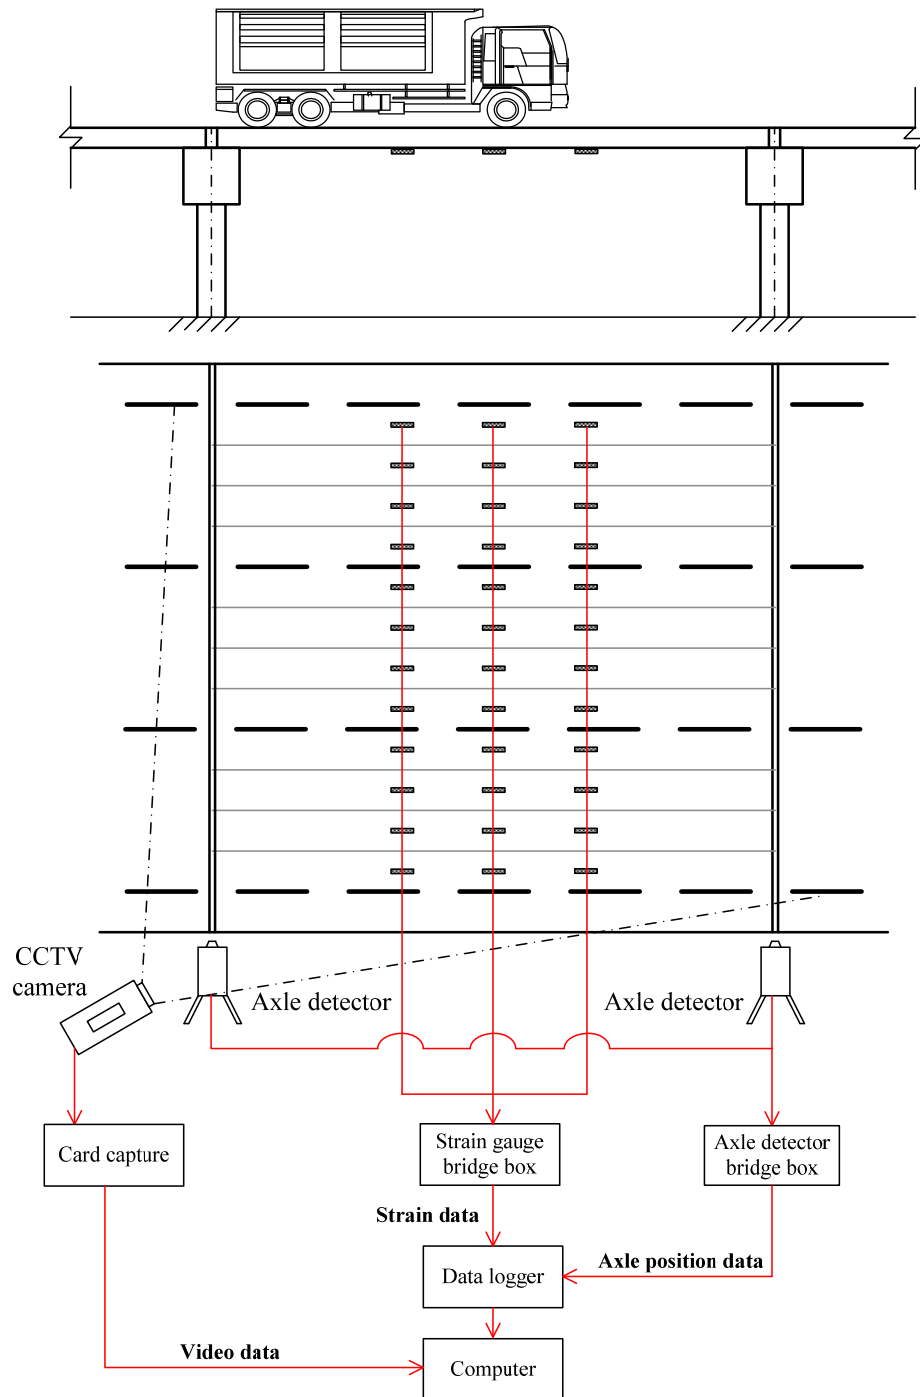 CCTV
camera
Axle detector
Axle detector
Card capture
Strain gauge
bridge box
Axle detector
bridge box
Strain data
Axle position data
Data logger
Video data
Computer